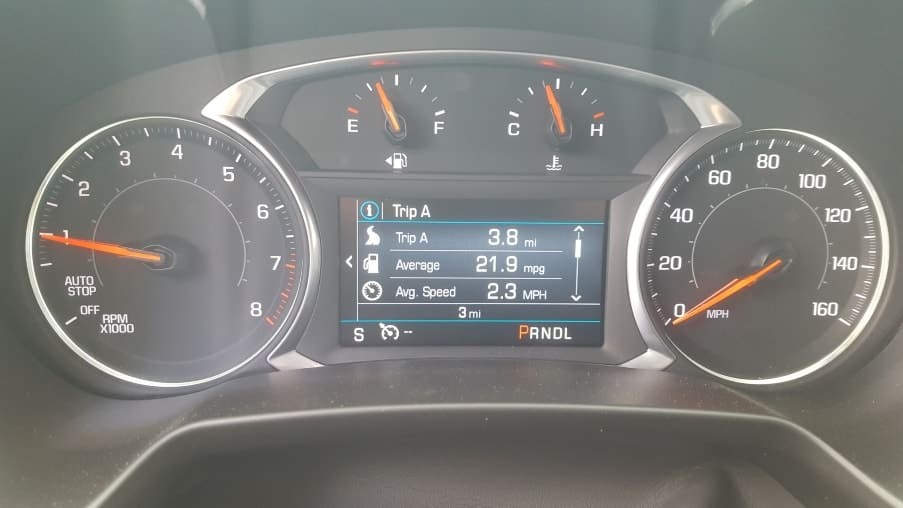 E F
C H
1 2 3 4 5 6 7 8
AUTO
STOP
OFF
RPM
X1000
Trip A
Trip A 3.8 mi
Average 21.9 mpg
Avg. Speed 2.3 MPH
3 mi
S -- PRNDL
0 20 40 60 80 100 120 140 160
MPH